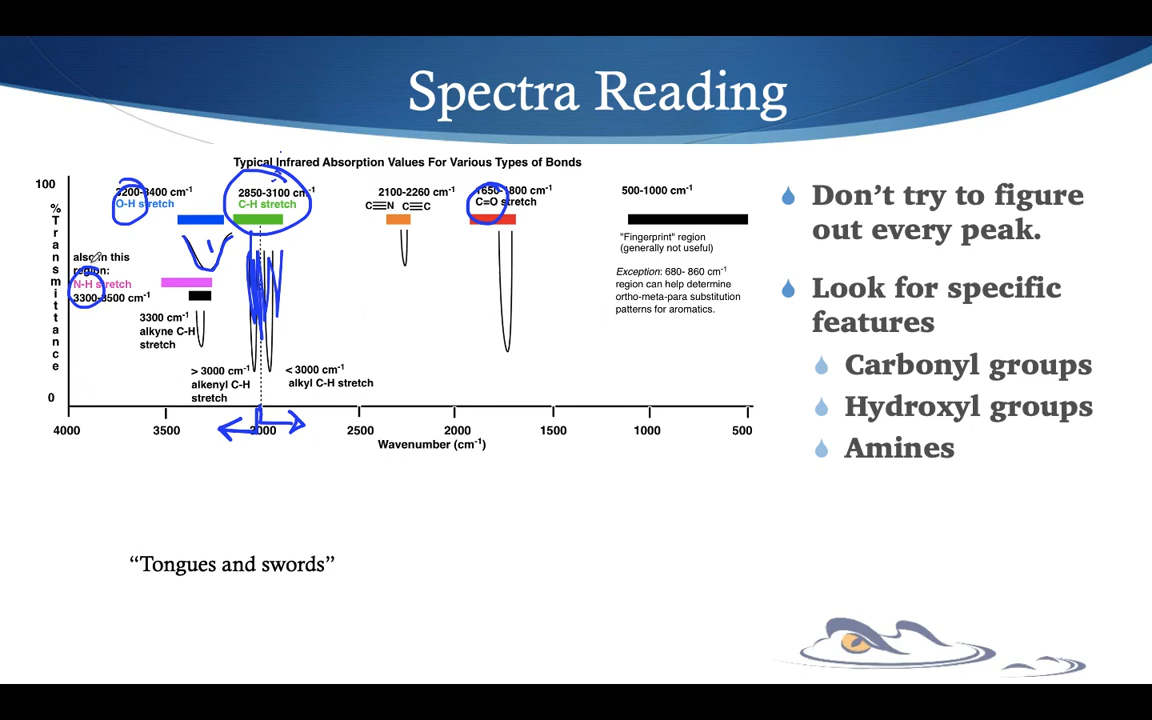 Spectra Reading
Typical Infrared Absorption Values For Various Types of Bonds
100
% Transmittance
0
3200-3400 cm-1
O-H stretch
2850-3100 cm-1
C-H stretch
2100-2260 cm-1
C≡N C≡C
1650-1800 cm-1
C=O stretch
500-1000 cm-1
"Fingerprint" region
(generally not useful)
Exception: 680- 860 cm-1
region can help determine
ortho-meta-para substitution
patterns for aromatics.
also in this
region:
N-H stretch
3300-3500 cm-1
3300 cm-1
alkyne C-H
stretch
> 3000 cm-1
alkenyl C-H
stretch
< 3000 cm-1
alkyl C-H stretch
4000 3500 3000 2500 2000 1500 1000 500
Wavenumber (cm-1)
Don't try to figure
out every peak.
Look for specific
features
Carbonyl groups
Hydroxyl groups
Amines
“Tongues and swords”